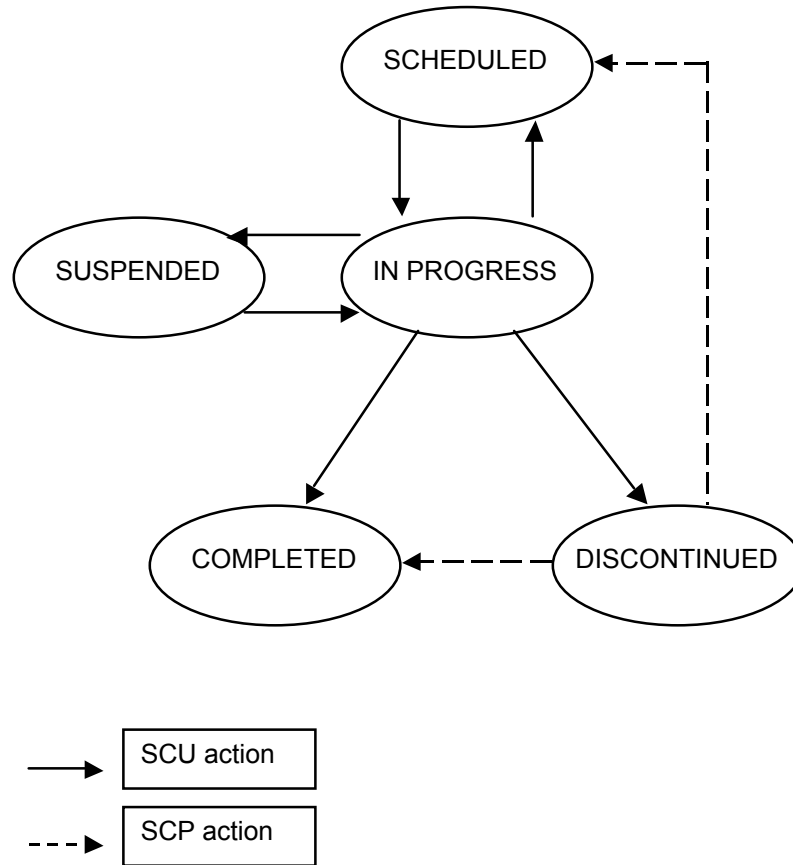 SCHEDULED
SUSPENDED
IN PROGRESS
COMPLETED
DISCONTINUED
SCU action
SCP action